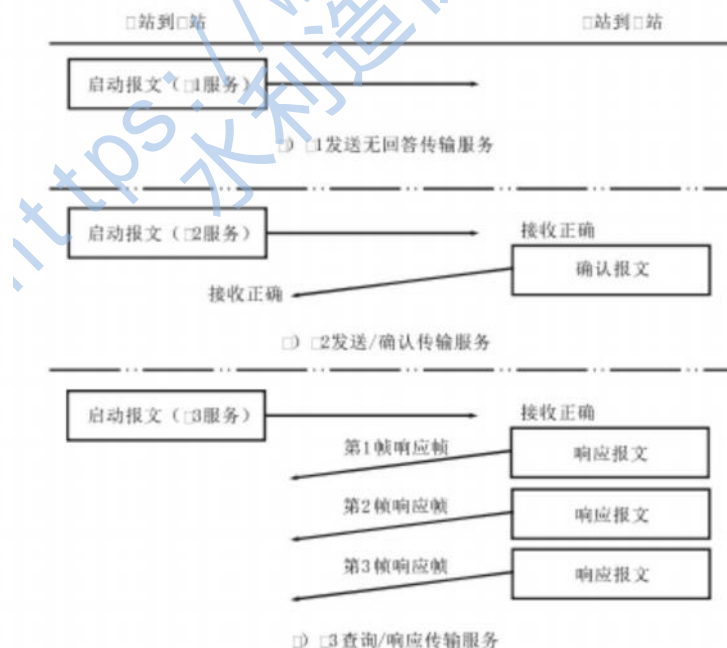 □站到□站
□站到□站
启动报文（□1服务）
□）□1发送无回答传输服务
启动报文（□2服务）
接收正确
确认报文
接收正确
□）□2发送/确认传输服务
启动报文（□3服务）
接收正确
第1帧响应帧
响应报文
第2帧响应帧
响应报文
第3帧响应帧
响应报文
□）□3查询/响应传输服务
https://
水利造